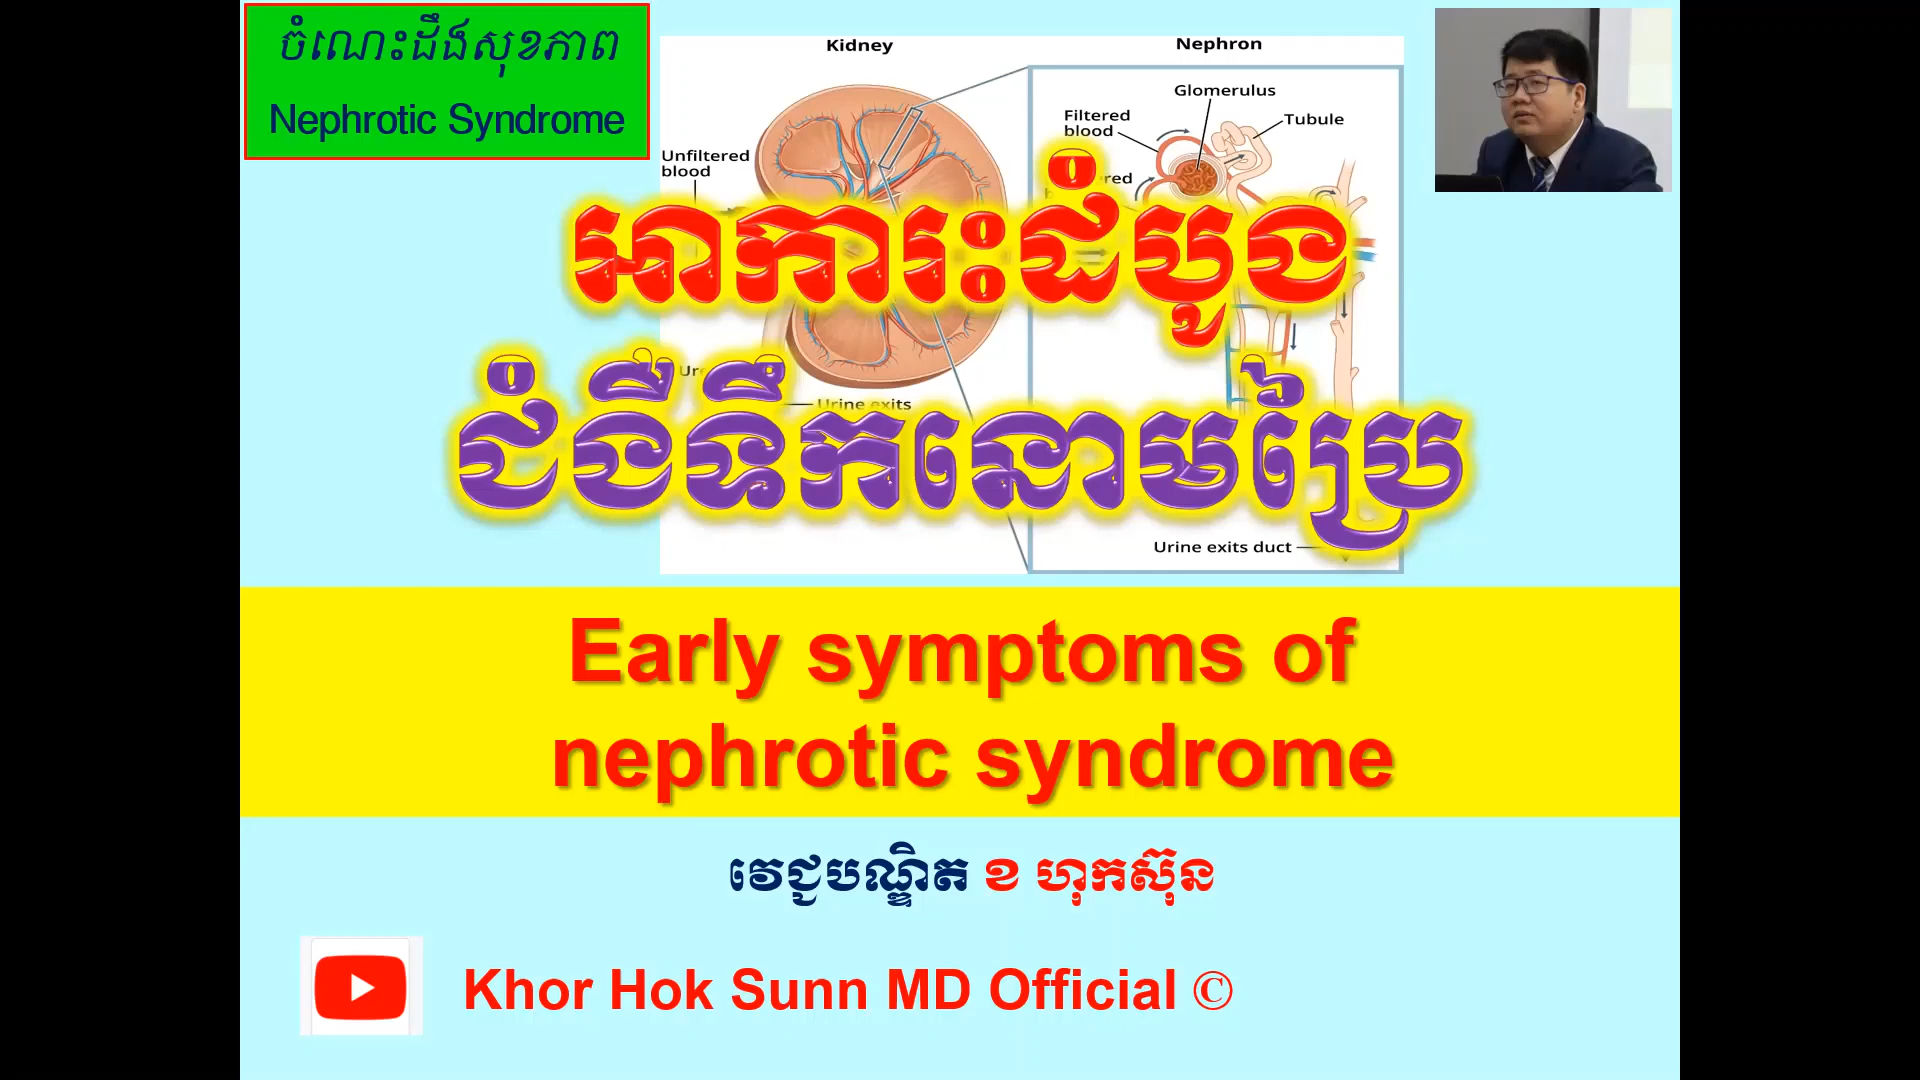 ចំណេះដឹងសុខភាព
Nephrotic Syndrome
Kidney
Nephron
Glomerulus
Filtered
blood
Tubule
Unfiltered
blood
អាការះដំបូង
ជំងឺទឹកនោមប្រៃ
Urine exits
Urine exits duct
Early symptoms of
nephrotic syndrome
វេជ្ជបណ្ឌិត ខ ហុកស៊ុន
Khor Hok Sunn MD Official ©